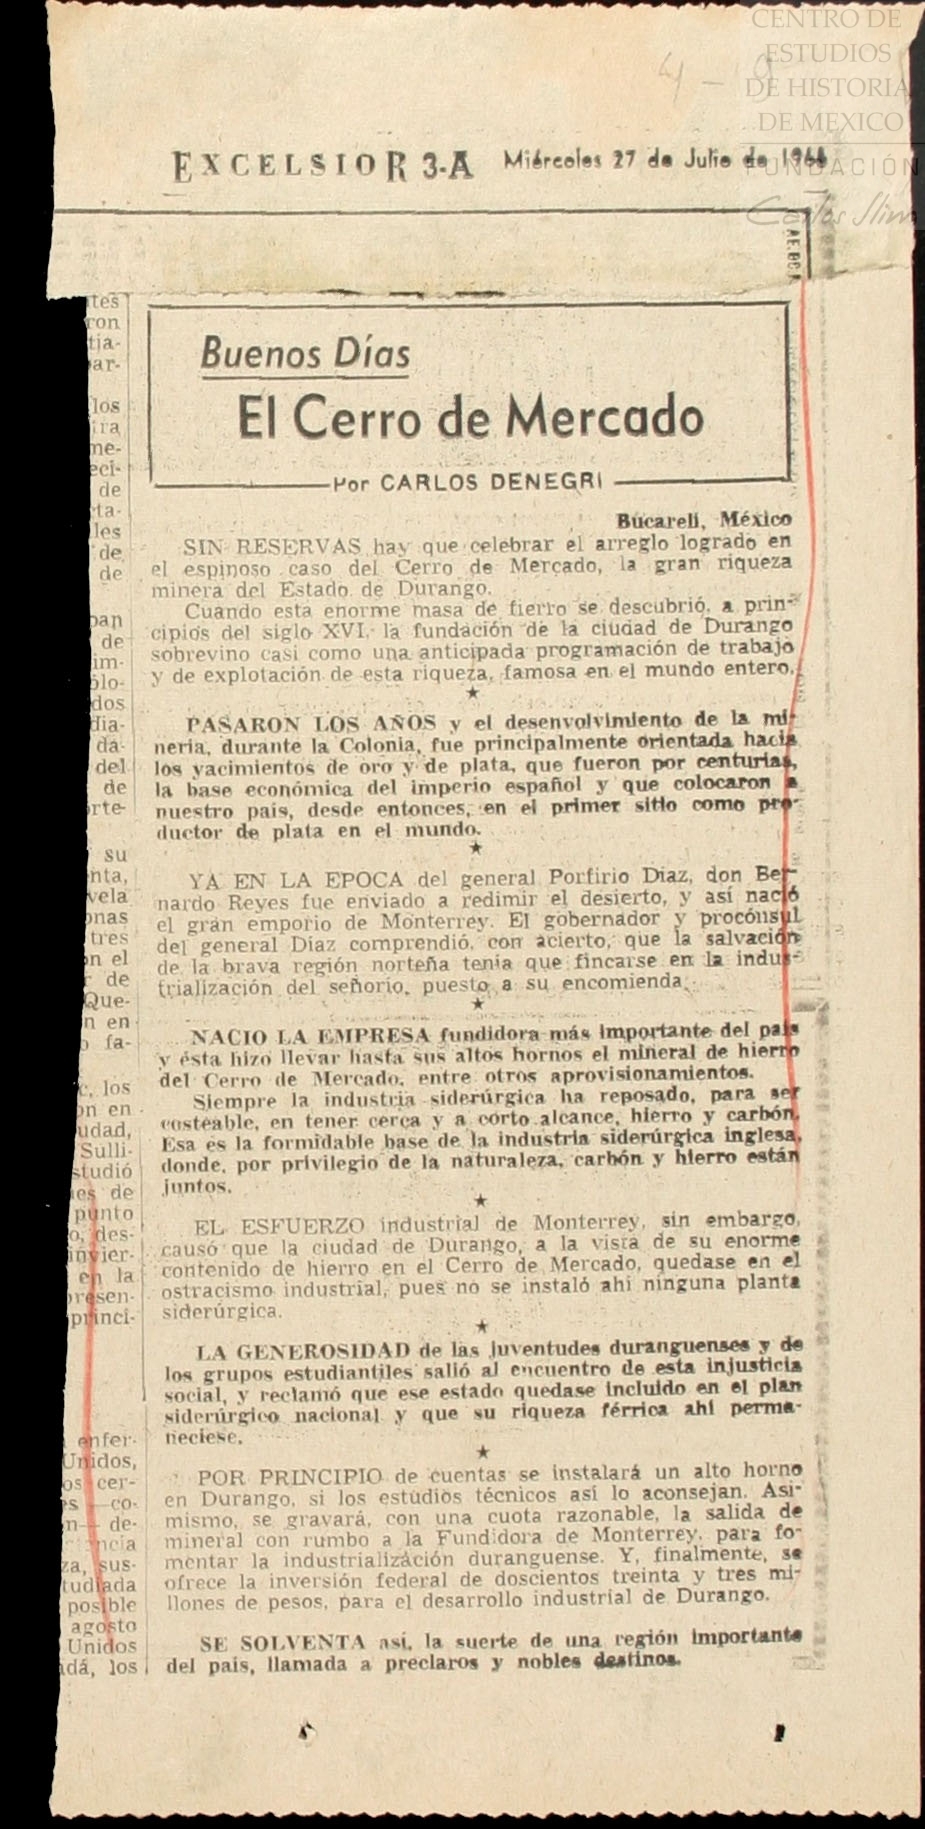 CENTRO DE
ESTUDIOS
DE HISTORIA
DE MEXICO
FUNDACIÓN
Carlos Slim
4 - 9
EXCELSIOR 3-A Miércoles 27 de Julio de 1966
Buenos Días
El Cerro de Mercado
Por CARLOS DENEGRI
Bucareli, México
SIN RESERVAS hay que celebrar el arreglo logrado en
el espinoso caso del Cerro de Mercado, la gran riqueza
minera del Estado de Durango.
Cuando esta enorme masa de fierro se descubrió, a prin-
cipios del siglo XVI, la fundación de la ciudad de Durango
sobrevino casi como una anticipada programación de trabajo
y de explotación de esta riqueza, famosa en el mundo entero.
★
PASARON LOS AÑOS y el desenvolvimiento de la mi-
nería, durante la Colonia, fue principalmente orientada hacia
los yacimientos de oro y de plata, que fueron por centurias,
la base económica del imperio español y que colocaron a
nuestro país, desde entonces, en el primer sitio como pro-
ductor de plata en el mundo.
★
YA EN LA EPOCA del general Porfirio Díaz, don Ber-
nardo Reyes fue enviado a redimir el desierto, y así nació
el gran emporio de Monterrey. El gobernador y procónsul
del general Díaz comprendió, con acierto, que la salvación
de la brava región norteña tenía que fincarse en la indus-
trialización del señorío, puesto a su encomienda.
★
NACIO LA EMPRESA fundidora más importante del país
y ésta hizo llevar hasta sus altos hornos el mineral de hierro
del Cerro de Mercado, entre otros aprovisionamientos.
Siempre la industria siderúrgica ha reposado, para ser
costeable, en tener cerca y a corto alcance, hierro y carbón.
Esa es la formidable base de la industria siderúrgica inglesa,
donde, por privilegio de la naturaleza, carbón y hierro están
juntos.
★
EL ESFUERZO industrial de Monterrey, sin embargo,
causó que la ciudad de Durango, a la vista de su enorme
contenido de hierro en el Cerro de Mercado, quedase en el
ostracismo industrial, pues no se instaló ahí ninguna planta
siderúrgica.
★
LA GENEROSIDAD de las juventudes duranguenses y de
los grupos estudiantiles salió al encuentro de esta injusticia
social, y reclamó que ese estado quedase incluido en el plan
siderúrgico nacional y que su riqueza férrica ahí perma-
neciese.
★
POR PRINCIPIO de cuentas se instalará un alto horno
en Durango, si los estudios técnicos así lo aconsejan. Asi-
mismo, se gravará, con una cuota razonable, la salida de
mineral con rumbo a la Fundidora de Monterrey, para fo-
mentar la industrialización duranguense. Y, finalmente, se
ofrece la inversión federal de doscientos treinta y tres mi-
llones de pesos, para el desarrollo industrial de Durango.
SE SOLVENTA así, la suerte de una región importante
del país, llamada a preclaros y nobles destinos.